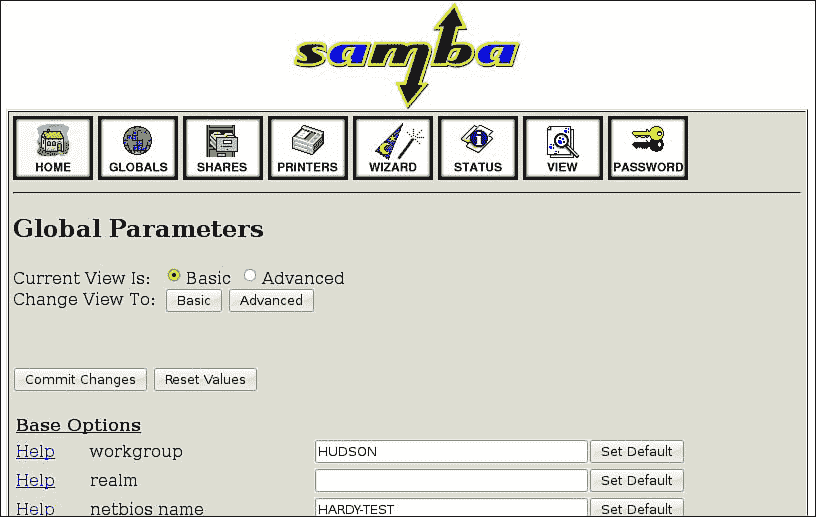 samba
HOME GLOBALS SHARES PRINTERS WIZARD STATUS VIEW PASSWORD
Global Parameters
Current View Is: Basic Advanced
Change View To: Basic Advanced
Commit Changes Reset Values
Base Options
Help workgroup HUDSON Set Default
Help realm Set Default
Help netbios name HARDY-TEST Set Default